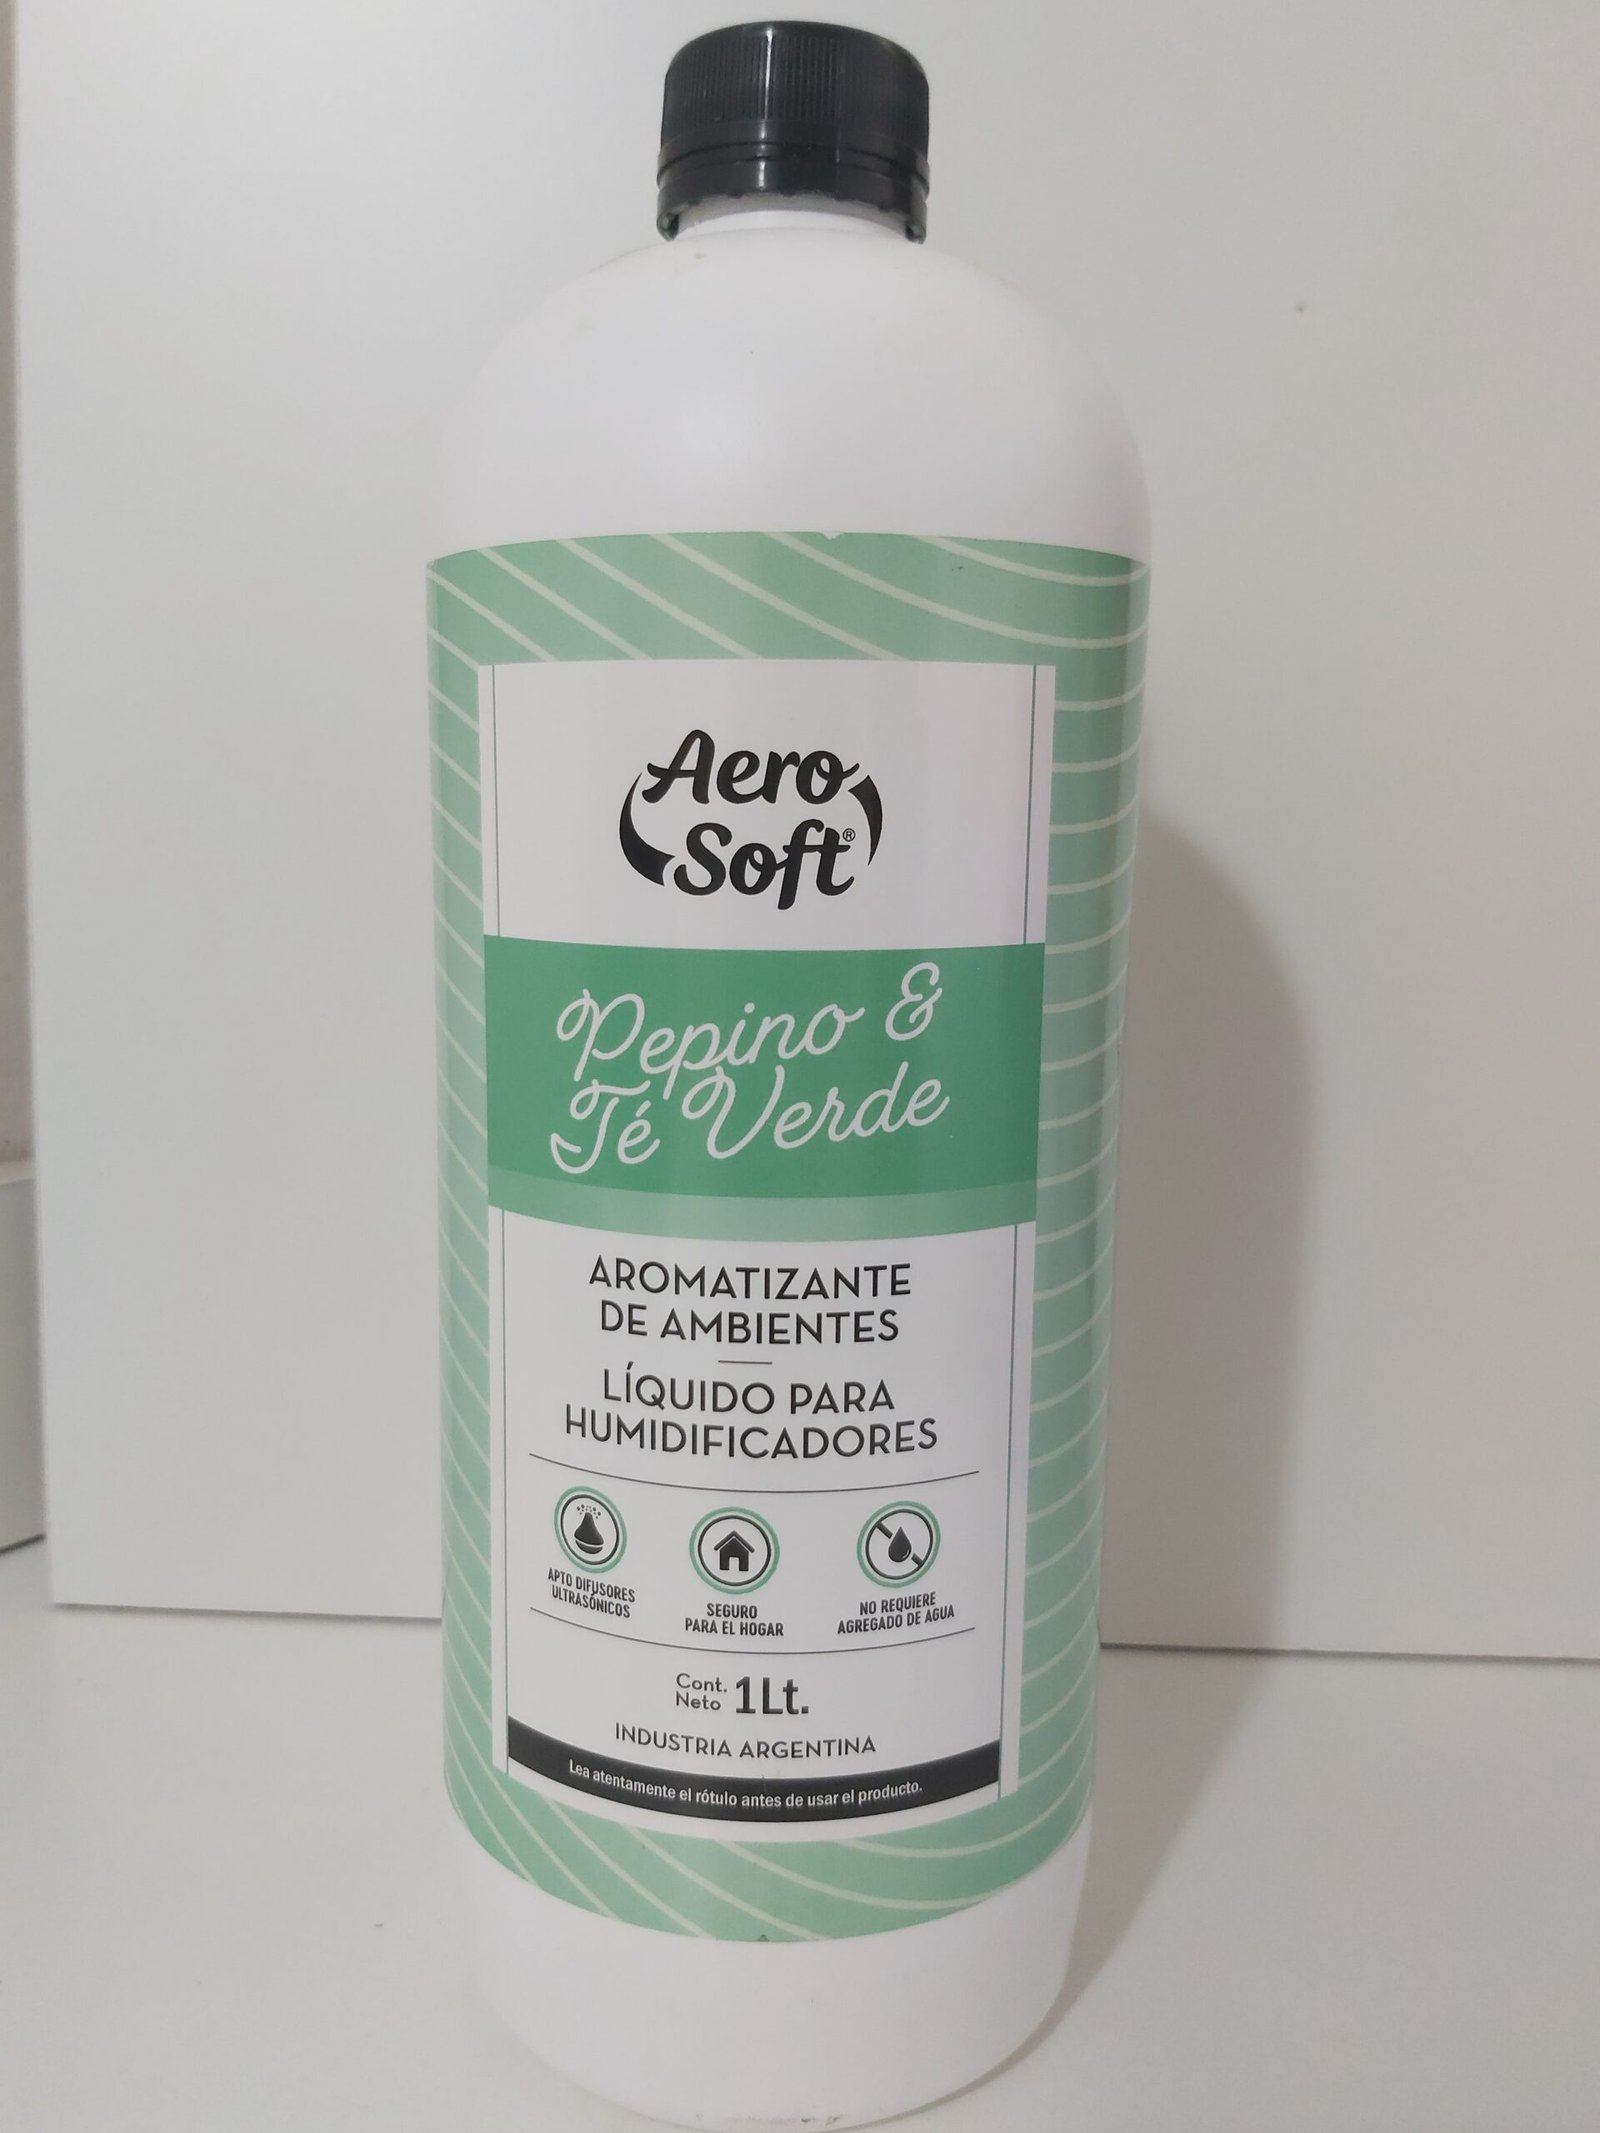 Aero
Soft®
Pepino &
Té Verde
AROMATIZANTE
DE AMBIENTES
LÍQUIDO PARA
HUMIDIFICADORES
APTO DIFUSORES
ULTRASÓNICOS
SEGURO
PARA EL HOGAR
NO REQUIERE
AGREGADO DE AGUA
Cont.
Neto 1Lt.
INDUSTRIA ARGENTINA
Lea atentamente el rótulo antes de usar el producto.